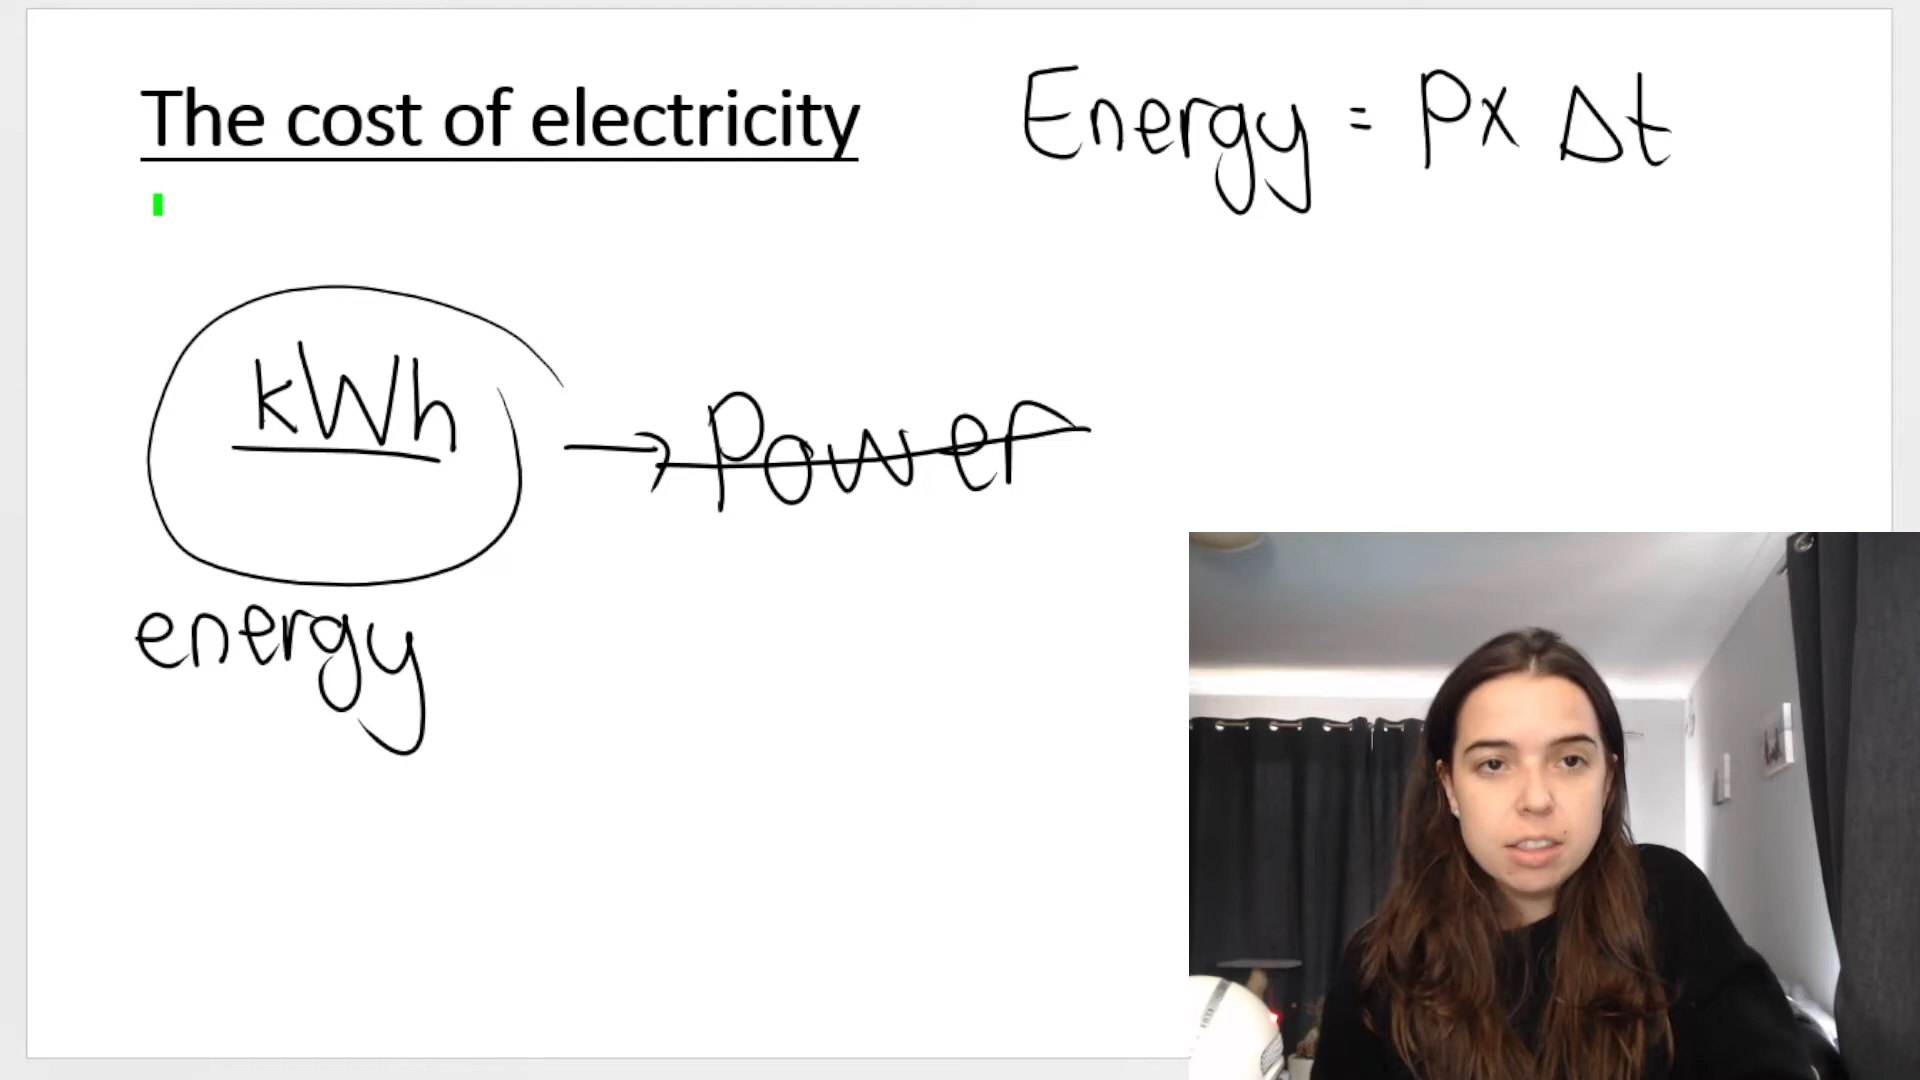 The cost of electricity
Energy = P x Δt
kWh → Power
energy